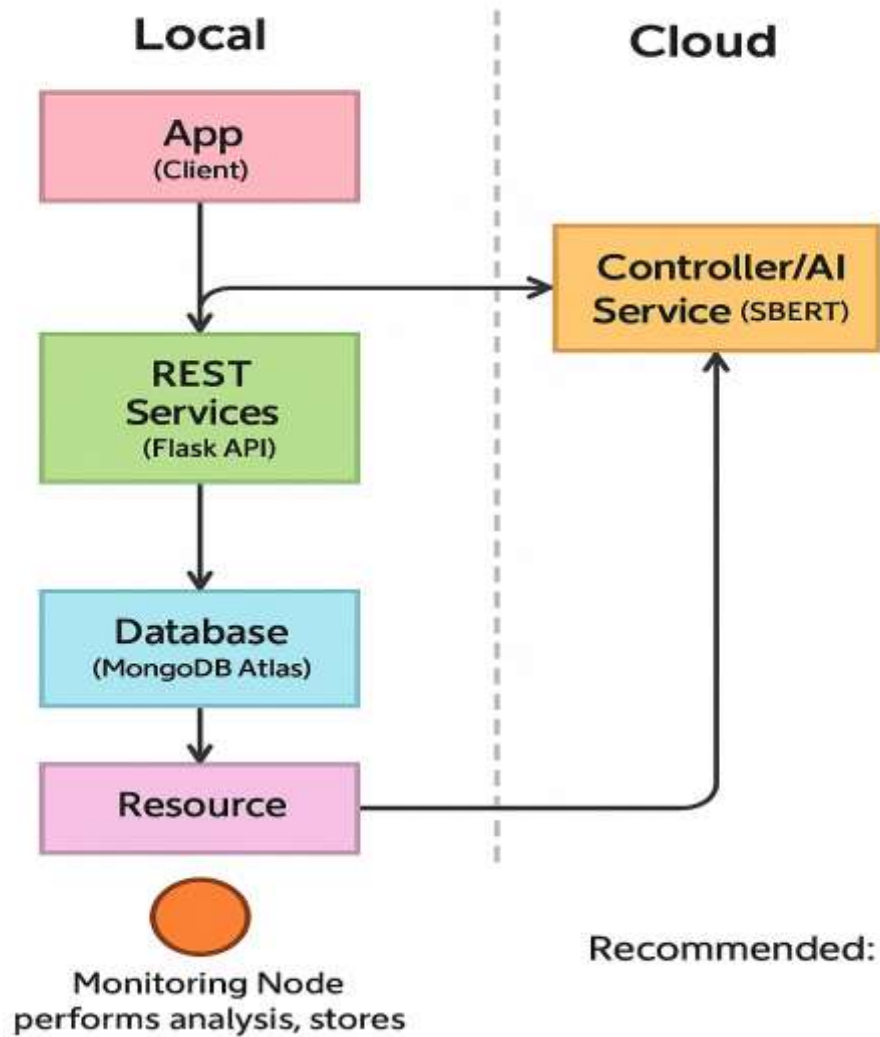 Local
Cloud
App
(Client)
Controller/AI
Service (SBERT)
REST
Services
(Flask API)
Database
(MongoDB Atlas)
Resource
Monitoring Node
performs analysis, stores
Recommended: